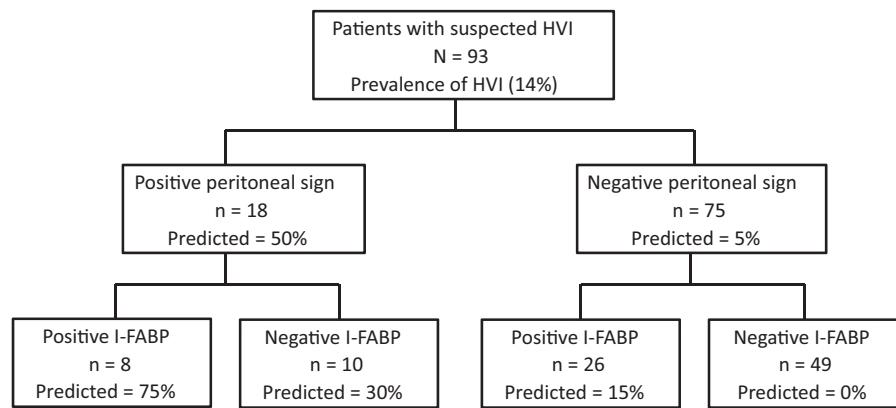 Patients with suspected HVI
N = 93
Prevalence of HVI (14%)
Positive peritoneal sign
n = 18
Predicted = 50%
Negative peritoneal sign
n = 75
Predicted = 5%
Positive I-FABP
n = 8
Predicted = 75%
Negative I-FABP
n = 10
Predicted = 30%
Positive I-FABP
n = 26
Predicted = 15%
Negative I-FABP
n = 49
Predicted = 0%